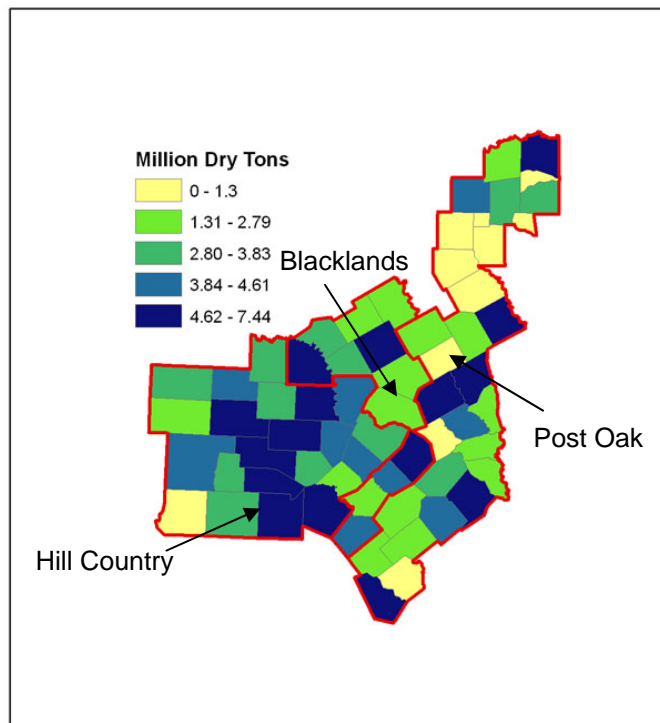 Million Dry Tons
0 - 1.3
1.31 - 2.79
2.80 - 3.83
3.84 - 4.61
4.62 - 7.44
Blacklands
Post Oak
Hill Country